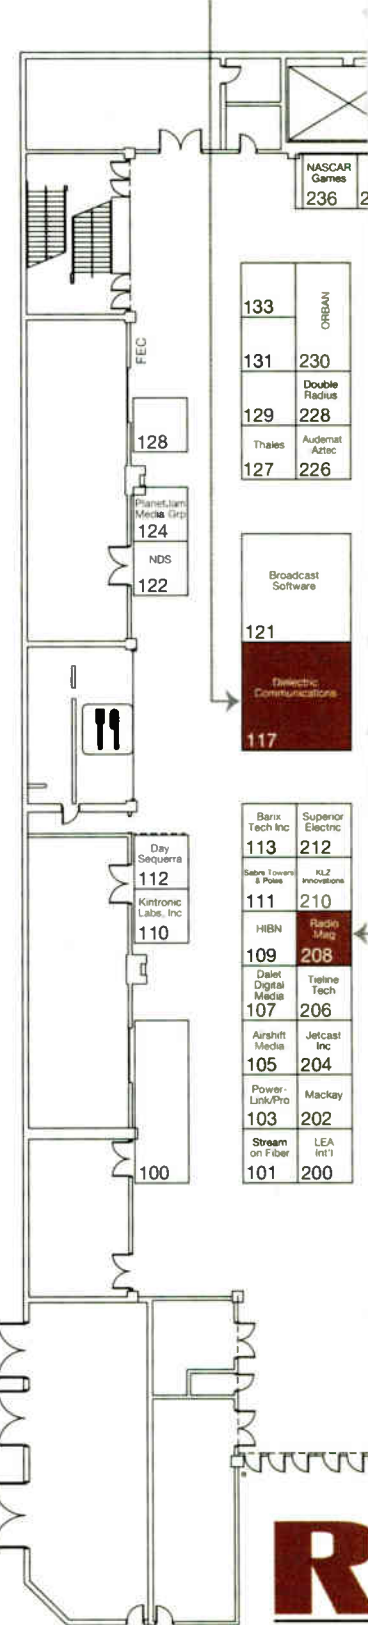 NASCAR
Games
236
2
133
ORBAN
FEC
131
230
Double
Radius
129
228
128
Thales
Audemat
Aztec
127
226
PlanetJam
Media Grp
124
NDS
122
Broadcast
Software
121
Dielectric
Communications
117
Barix
Tech Inc
Superior
Electric
113
212
Day
Sequerra
112
Sabre Towers
& Poles
KLZ
Innovations
111
210
Kintronic
Labs, Inc
110
HIBN
Radio
Mag
109
208
Dalet
Digital
Media
Tieline
Tech
107
206
Airshift
Media
Jetcast
Inc
105
204
Power-
Link/Pro
Mackay
103
202
Stream
on Fiber
LEA
Int'l
100
101
200
R